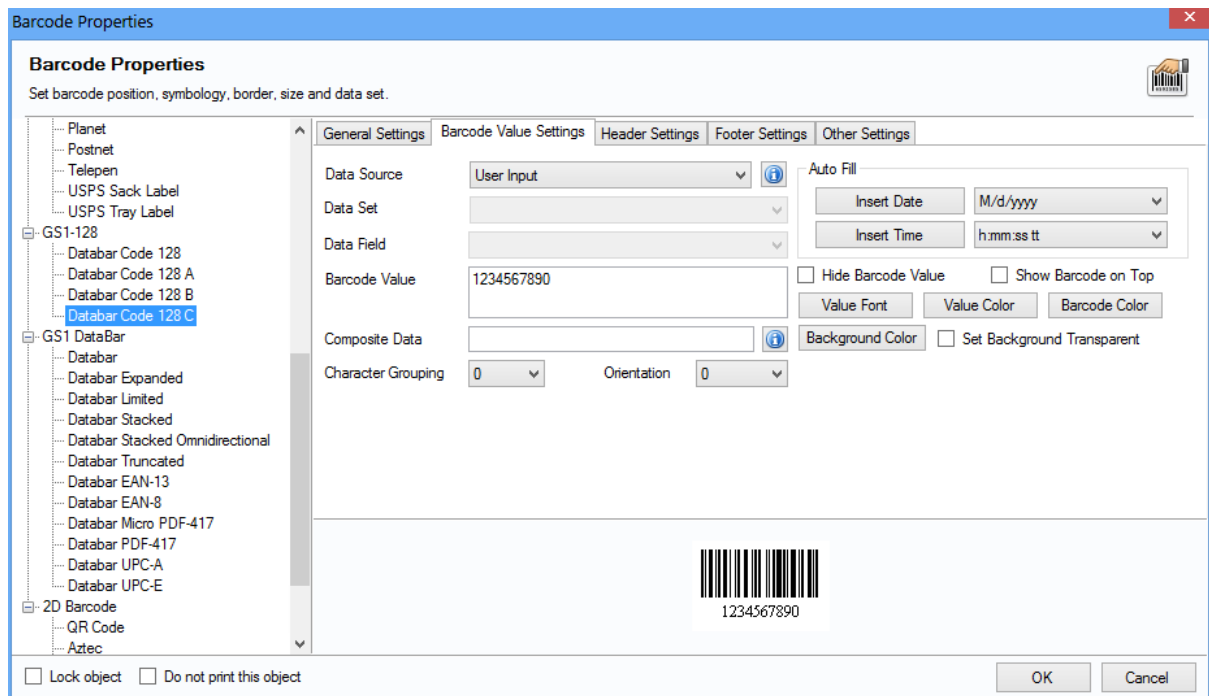 Barcode Properties
Barcode Properties
Set barcode position, symbology, border, size and data set.
Planet
Postnet
Telepen
USPS Sack Label
USPS Tray Label
GS1-128
Databar Code 128
Databar Code 128 A
Databar Code 128 B
Databar Code 128 C
GS1 DataBar
Databar
Databar Expanded
Databar Limited
Databar Stacked
Databar Stacked Omnidirectional
Databar Truncated
Databar EAN-13
Databar EAN-8
Databar Micro PDF-417
Databar PDF-417
Databar UPC-A
Databar UPC-E
2D Barcode
QR Code
Aztec
General Settings Barcode Value Settings Header Settings Footer Settings Other Settings
Data Source User Input
Data Set
Data Field
Barcode Value 1234567890
Composite Data
Character Grouping 0 Orientation 0
Auto Fill
Insert Date M/d/yyyy
Insert Time h:mm:ss tt
Hide Barcode Value Show Barcode on Top
Value Font Value Color Barcode Color
Background Color Set Background Transparent
1234567890
Lock object Do not print this object
OK Cancel